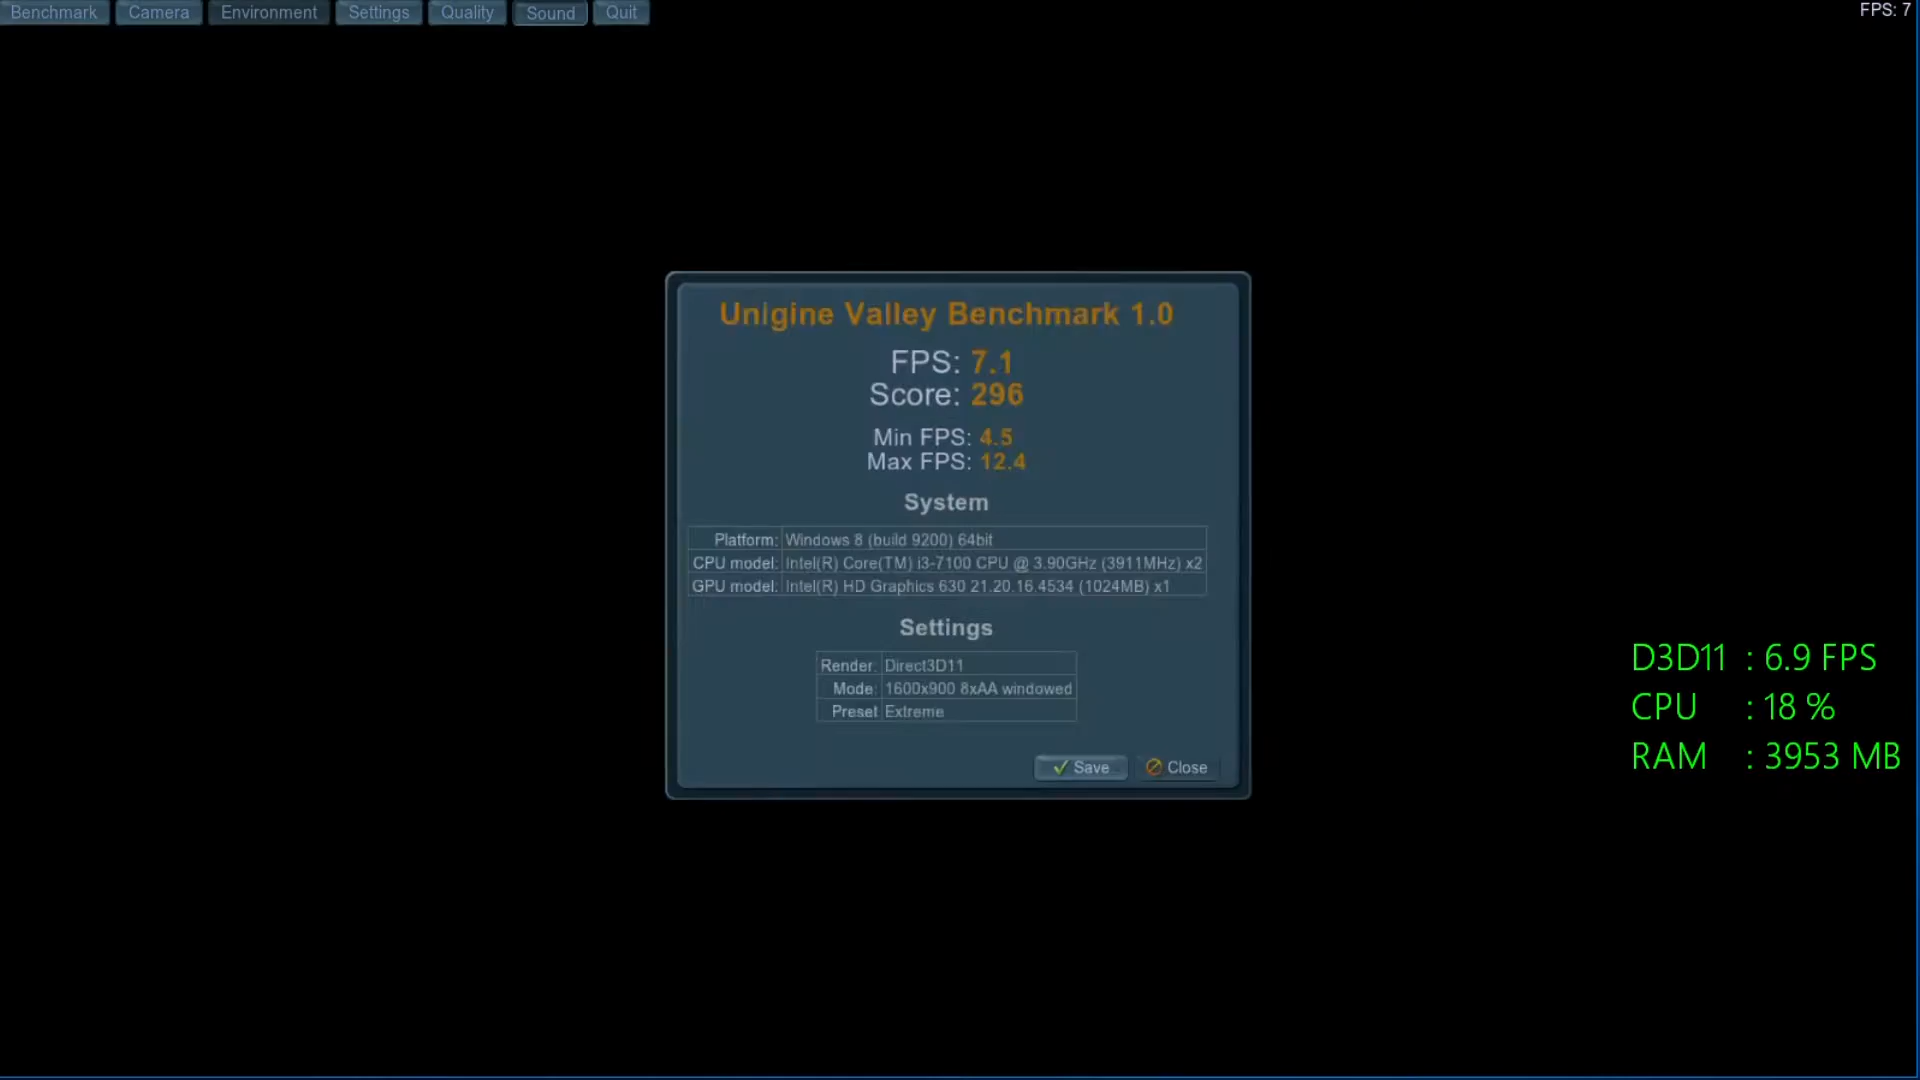 Benchmark Camera Environment Settings Quality Sound Quit FPS: 7
Unigine Valley Benchmark 1.0
FPS: 7.1
Score: 296
Min FPS: 4.5
Max FPS: 12.4
System
Platform: Windows 8 (build 9200) 64bit
CPU model: Intel(R) Core(TM) i3-7100 CPU @ 3.90GHz (3911MHz) x2
GPU model: Intel(R) HD Graphics 630 21.20.16.4534 (1024MB) x1
Settings
Render: Direct3D11
Mode: 1600x900 8xAA windowed
Preset Extreme
Save Close
D3D11 : 6.9 FPS
CPU : 18 %
RAM : 3953 MB